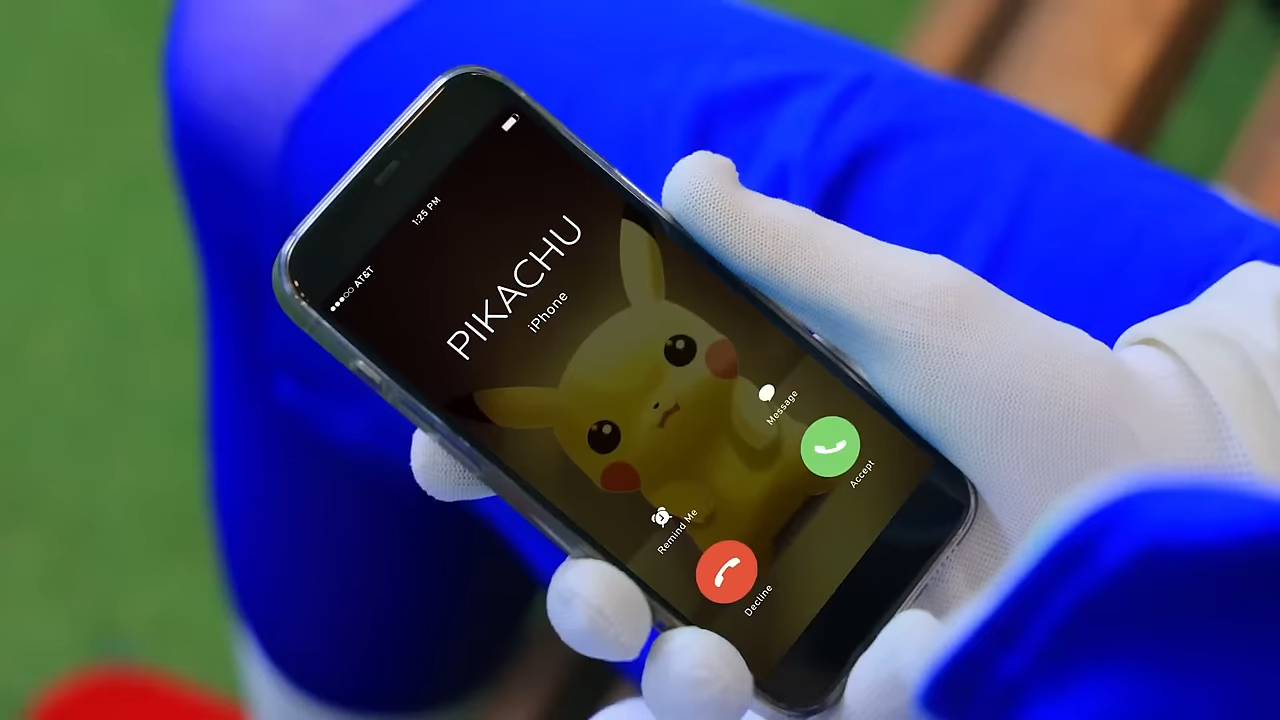 AT&T
1:25 PM
PIKACHU
iPhone
Remind Me
Message
Decline
Accept